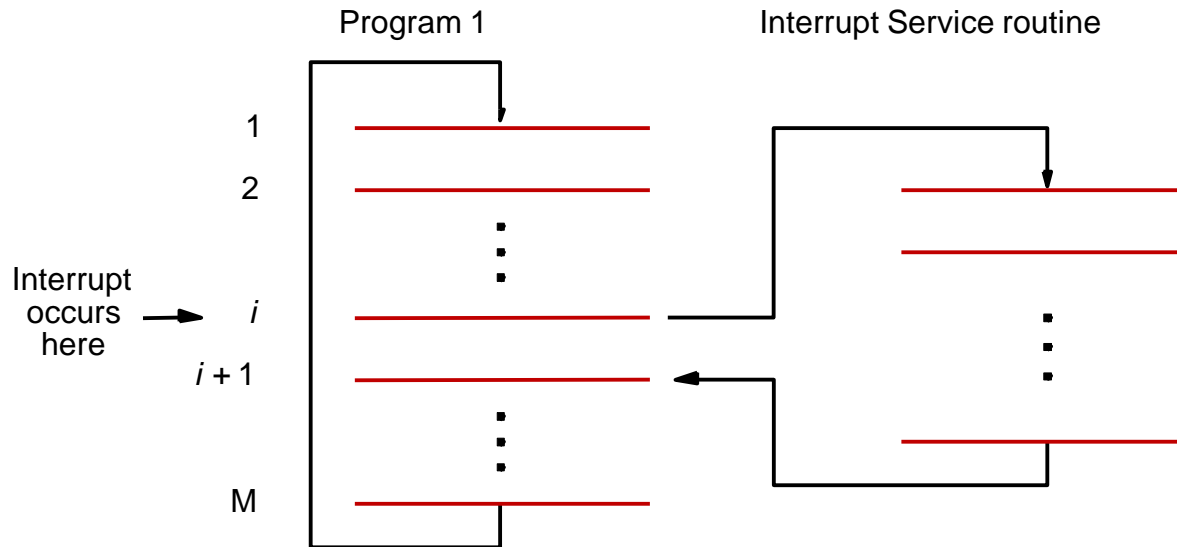 Program 1
Interrupt Service routine
1
2
Interrupt
occurs
here
i
i + 1
M